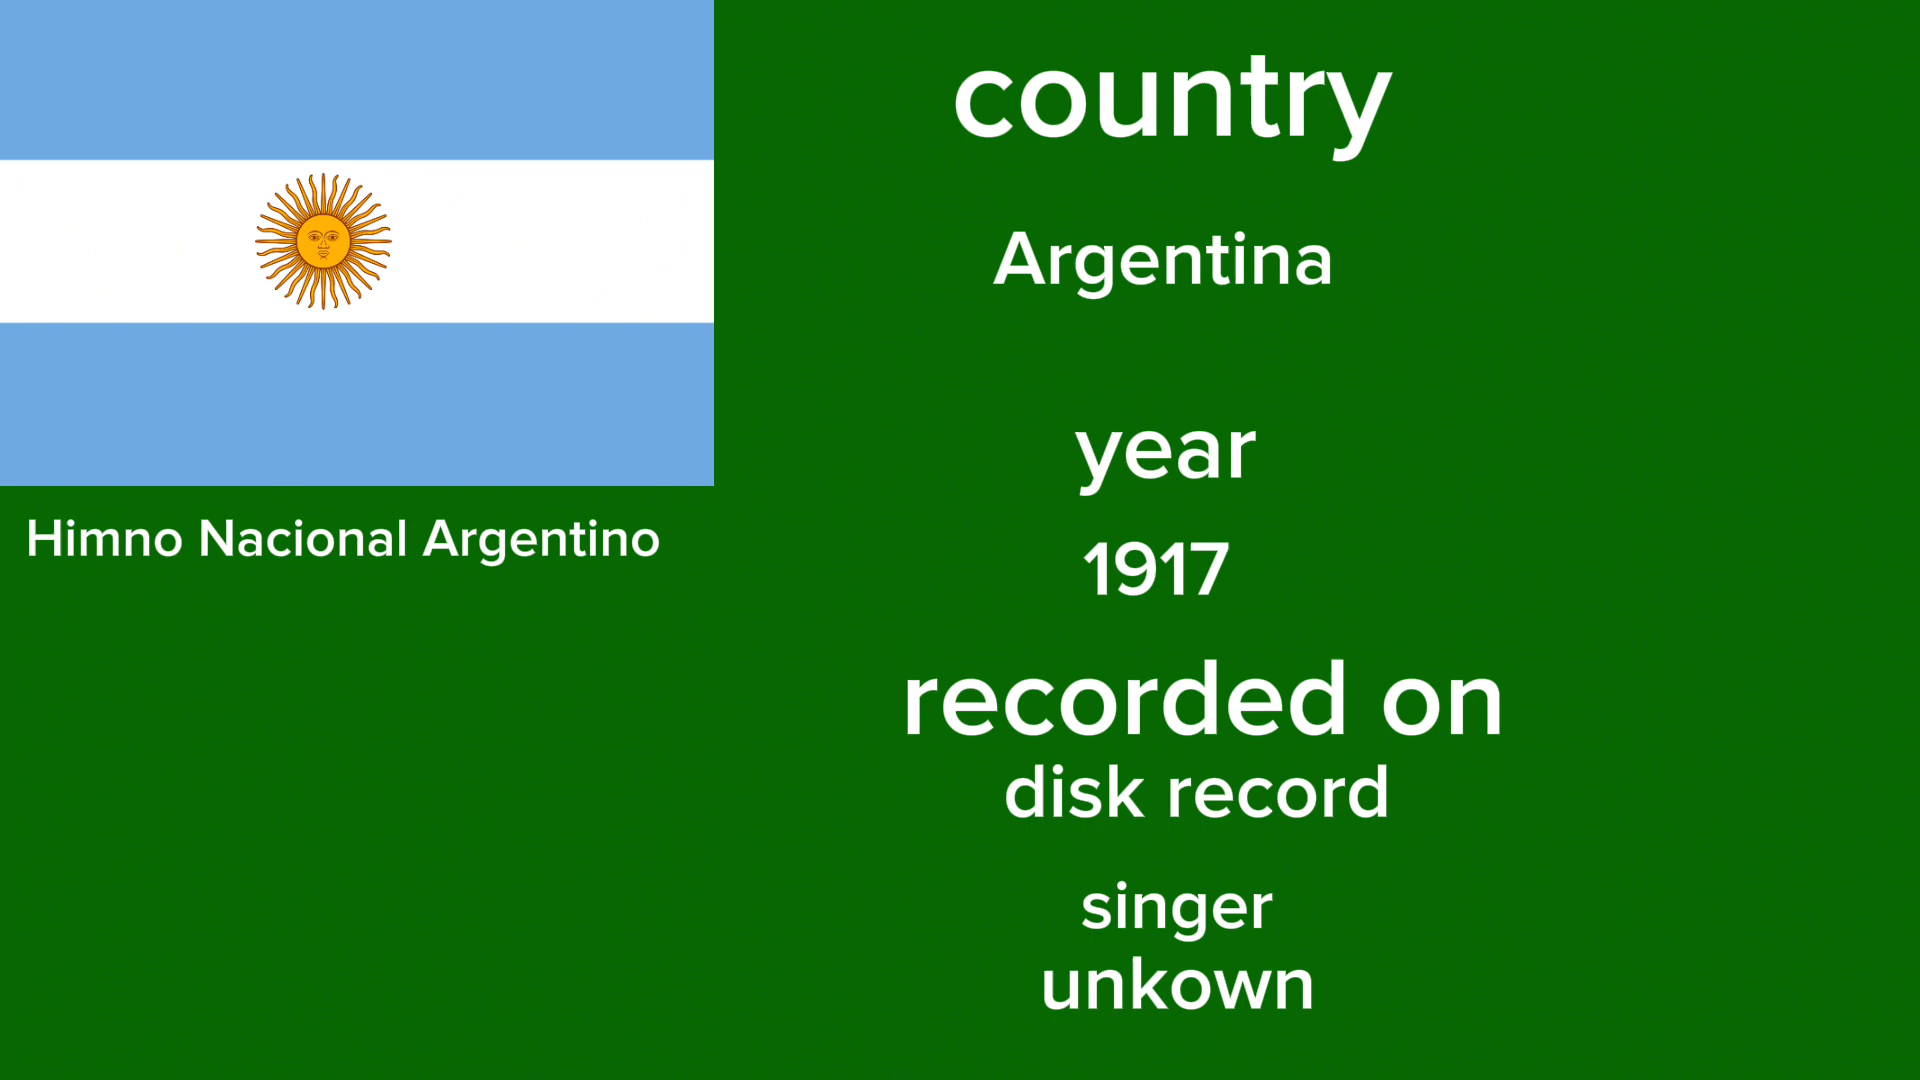 Himno Nacional Argentino
country
Argentina
year
1917
recorded on
disk record
singer
unkown